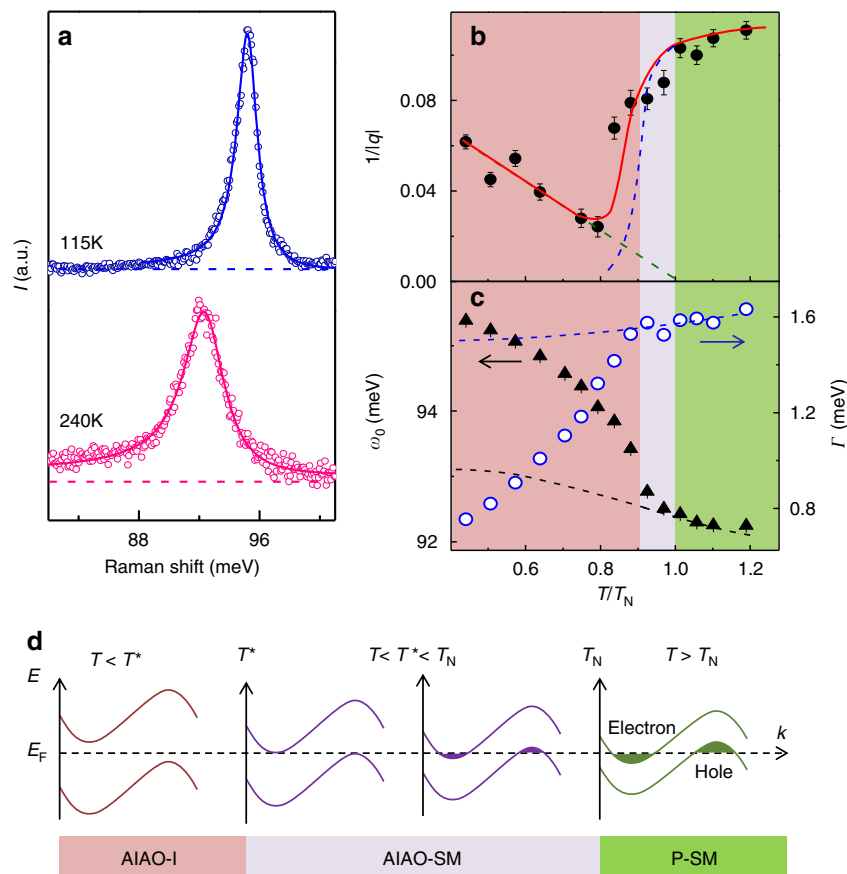 a
I (a.u.)
115K
240K
88 96
Raman shift (meV)
b
1/|q|
0.08
0.04
0.00
c
ω0 (meV)
94
92
Γ (meV)
1.6
1.2
0.8
0.6 0.8 1.0 1.2
T/TN
d
T < T* T* T< T*< TN TN T > TN
E
EF
Electron
Hole
k
AIAO-I AIAO-SM P-SM